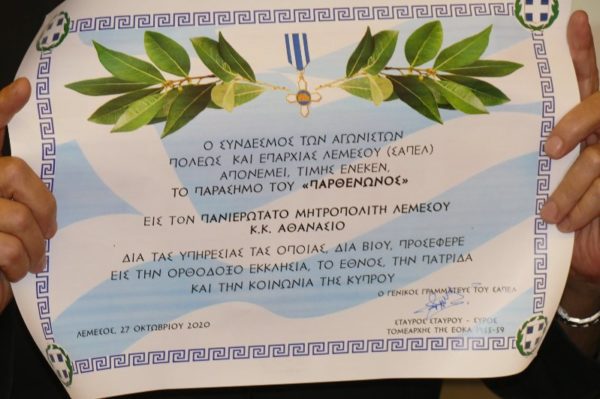 Ο ΣΥΝΔΕΣΜΟΣ ΤΩΝ ΑΓΩΝΙΣΤΩΝ
ΠΟΛΕΩΣ ΚΑΙ ΕΠΑΡΧΙΑΣ ΛΕΜΕΣΟΥ (ΣΑΠΕΛ)
ΑΠΟΝΕΜΕΙ, ΤΙΜΗΣ ΕΝΕΚΕΝ,
ΤΟ ΠΑΡΑΣΗΜΟ ΤΟΥ «ΠΑΡΘΕΝΩΝΟΣ»
ΕΙΣ ΤΟΝ ΠΑΝΙΕΡΩΤΑΤΟ ΜΗΤΡΟΠΟΛΙΤΗ ΛΕΜΕΣΟΥ
Κ.Κ. ΑΘΑΝΑΣΙΟ
ΔΙΑ ΤΑΣ ΥΠΗΡΕΣΙΑΣ ΤΑΣ ΟΠΟΙΑΣ, ΔΙΑ ΒΙΟΥ, ΠΡΟΣΕΦΕΡΕ
ΕΙΣ ΤΗΝ ΟΡΘΟΔΟΞΟ ΕΚΚΛΗΣΙΑ, ΤΟ ΕΘΝΟΣ, ΤΗΝ ΠΑΤΡΙΔΑ
ΚΑΙ ΤΗΝ ΚΟΙΝΩΝΙΑ ΤΗΣ ΚΥΠΡΟΥ
Ο ΓΕΝΙΚΟΣ ΓΡΑΜΜΑΤΕΥΣ ΤΟΥ ΣΑΠΕΛ
ΛΕΜΕΣΟΣ, 27 ΟΚΤΩΒΡΙΟΥ 2020
ΣΤΑΥΡΟΣ ΣΤΑΥΡΟΥ - ΣΥΡΟΣ
ΤΟΜΕΑΡΧΗΣ ΤΗΣ ΕΟΚΑ 1955-59